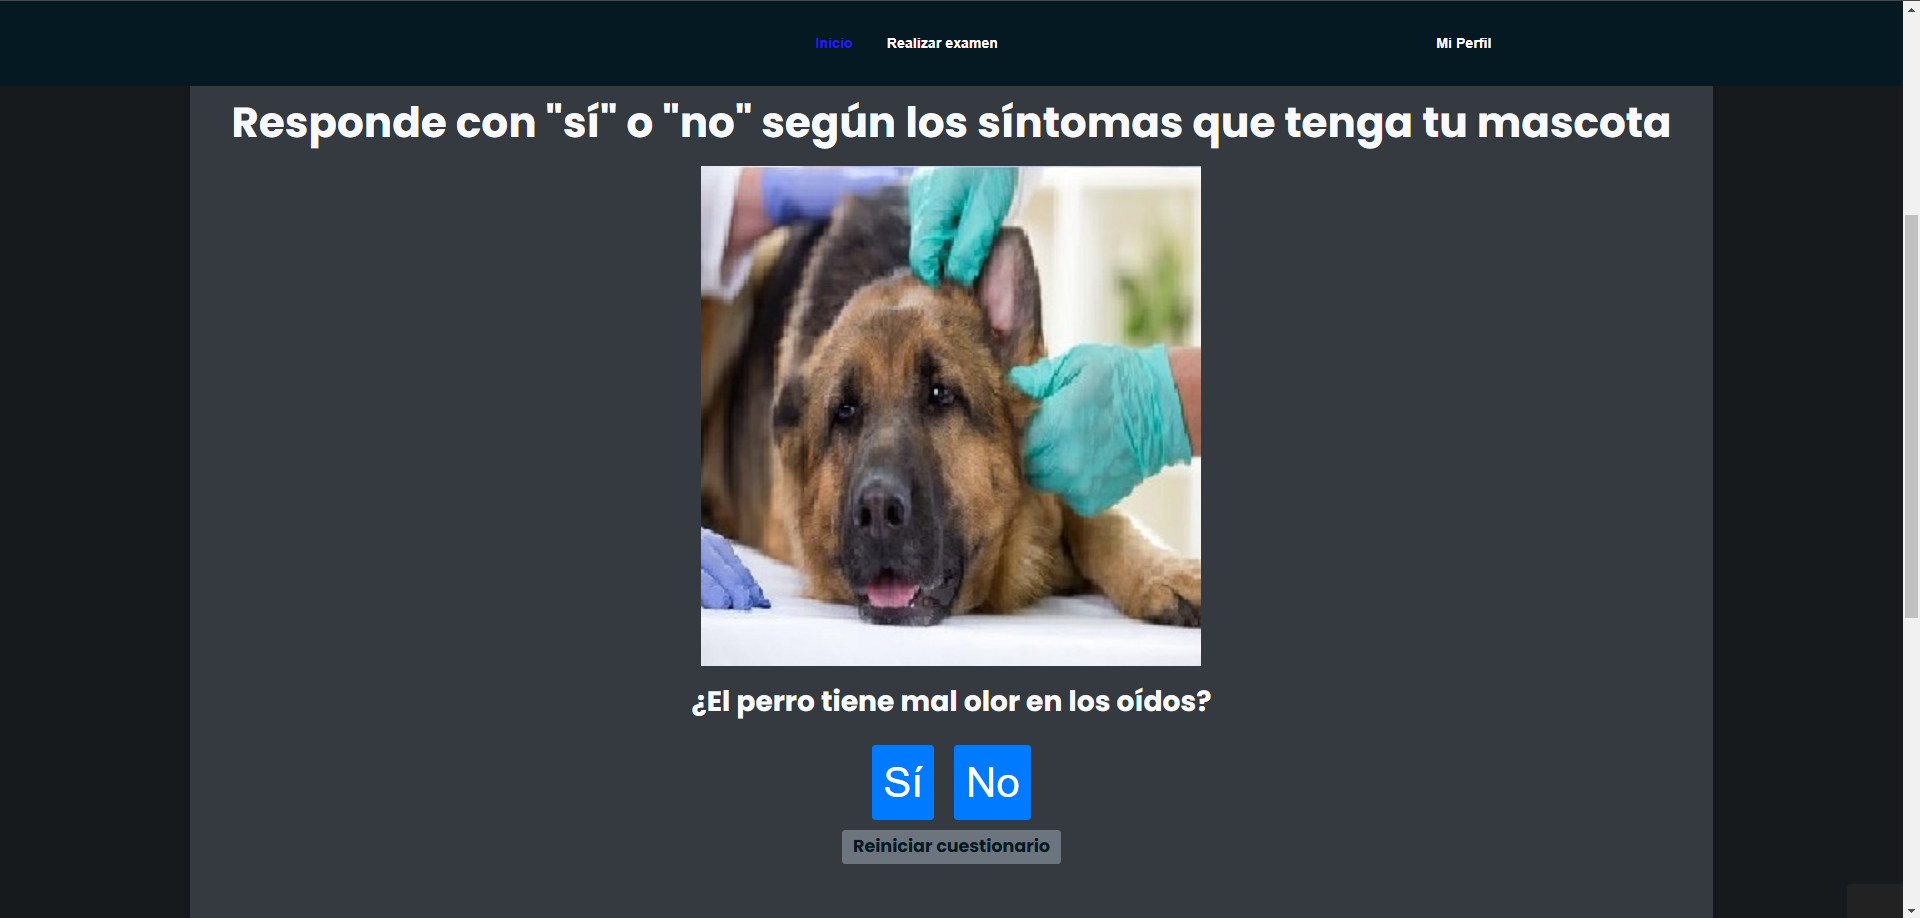 Inicio Realizar examen Mi Perfil
Responde con "sí" o "no" según los síntomas que tenga tu mascota
¿El perro tiene mal olor en los oídos?
Sí No
Reiniciar cuestionario